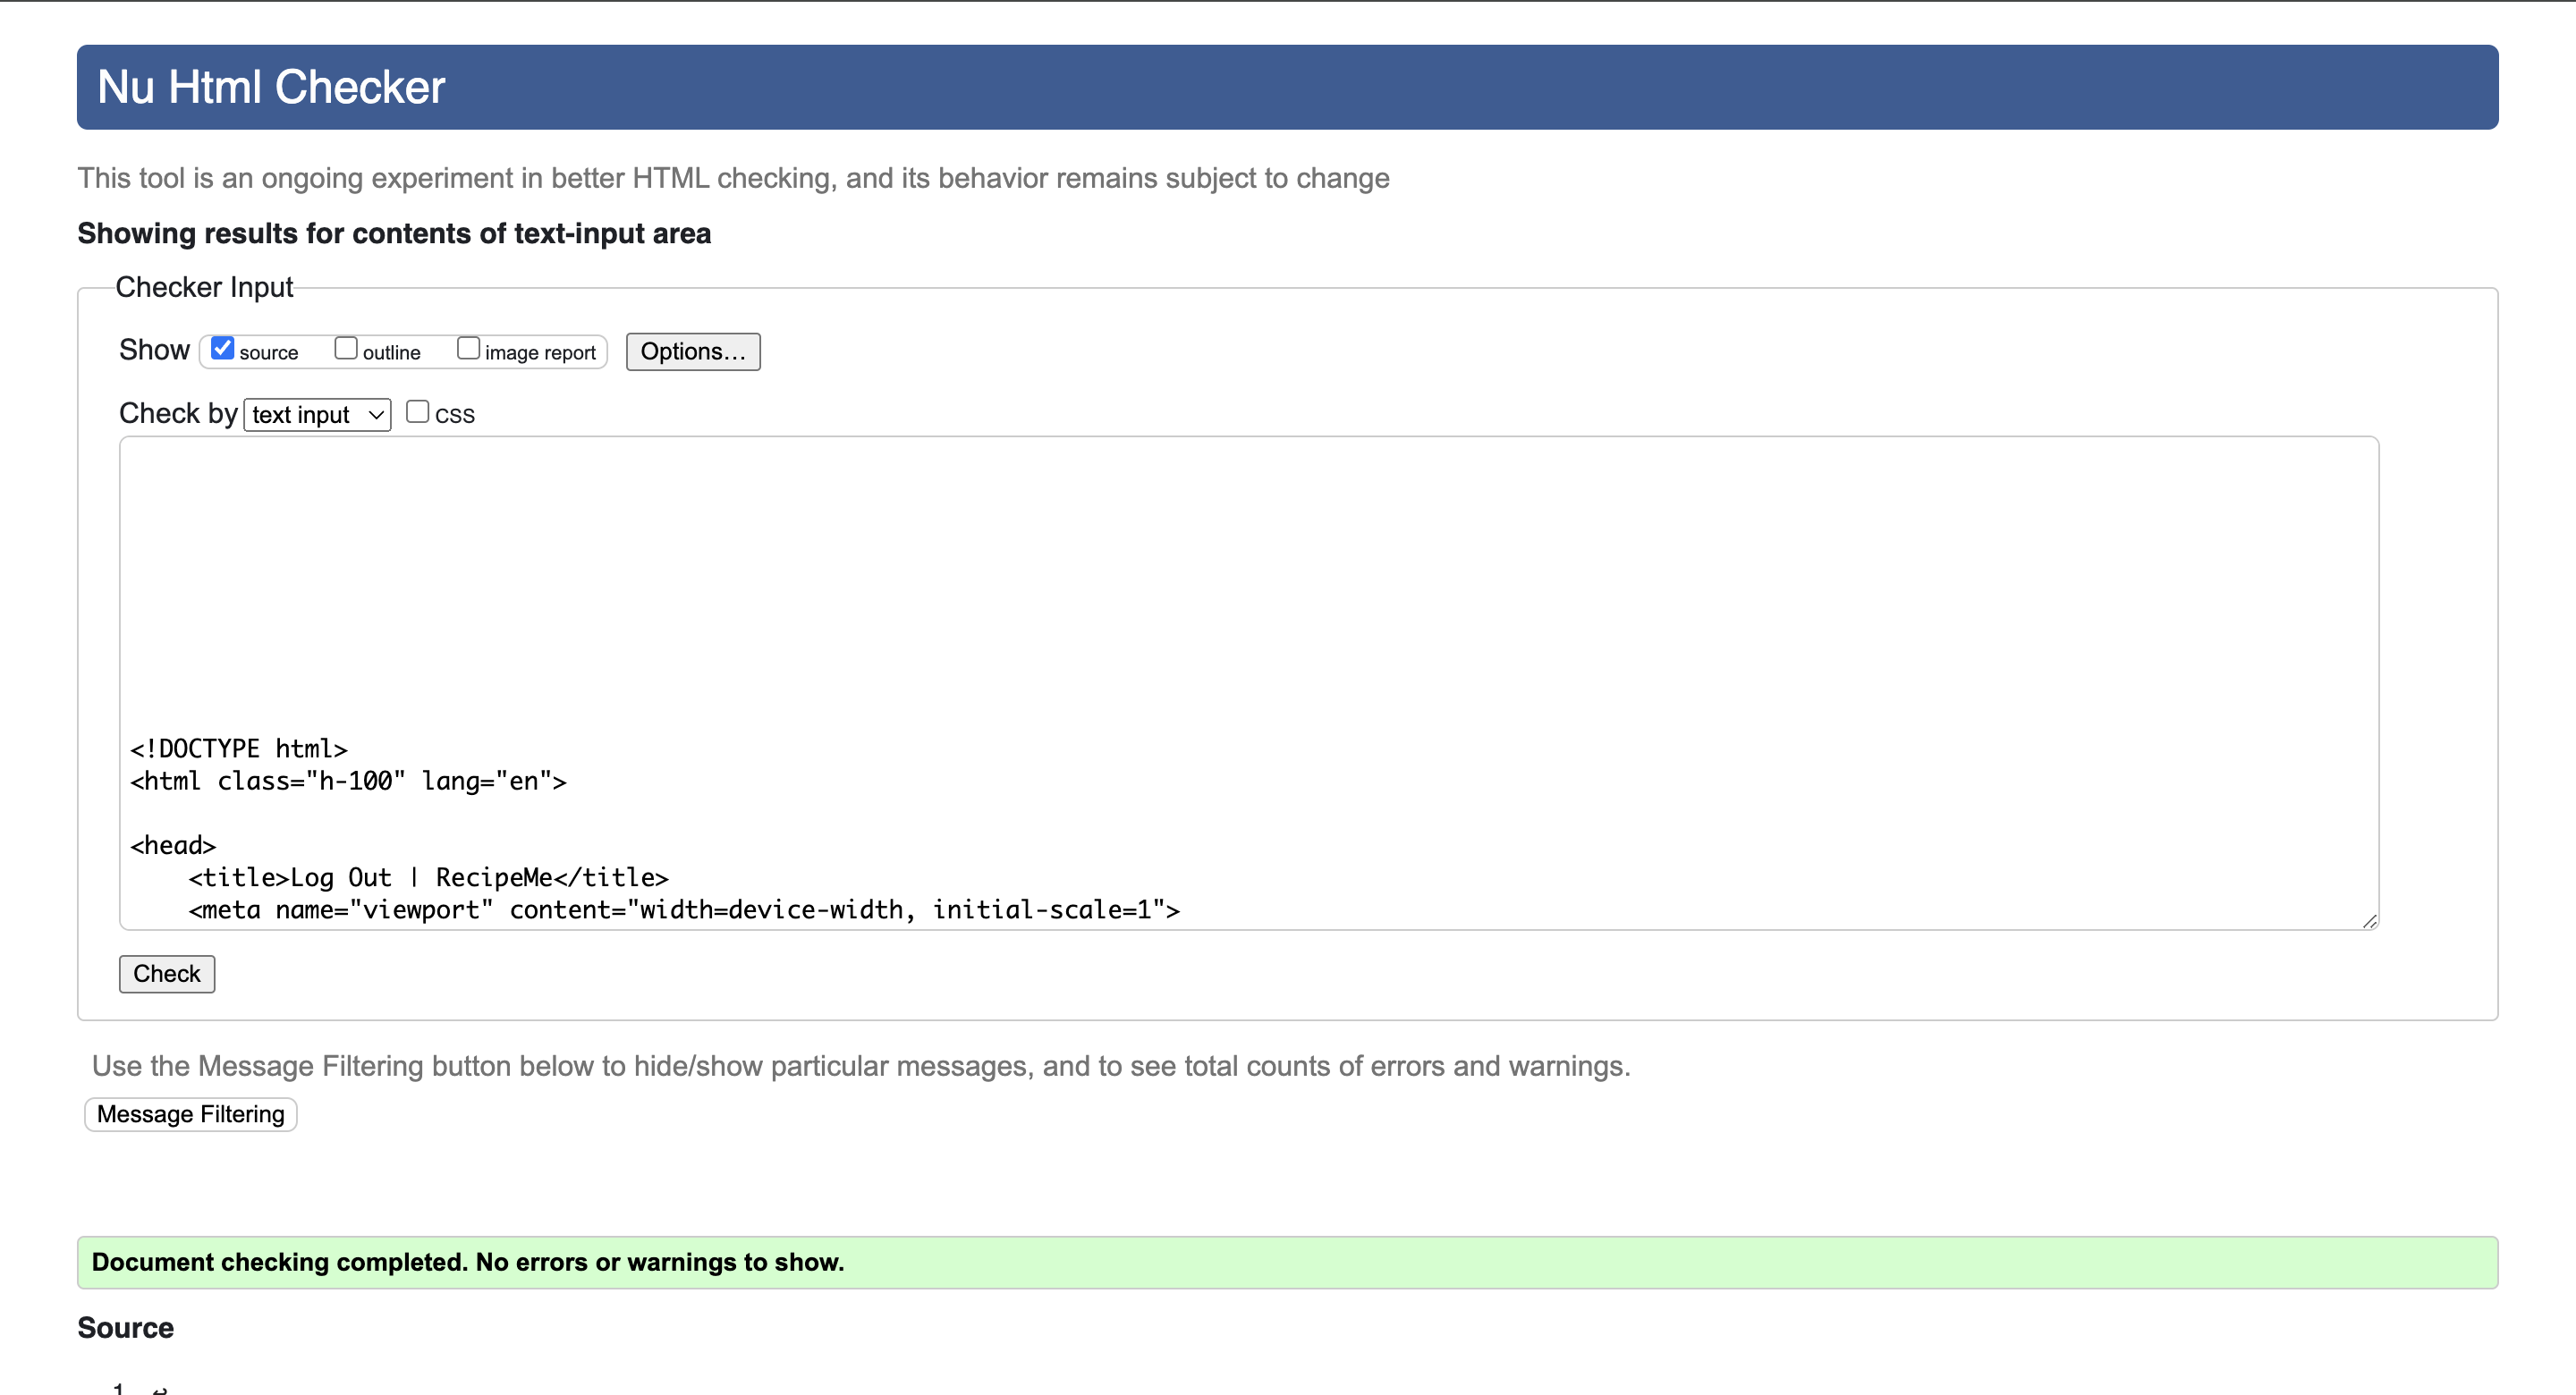 Nu Html Checker
This tool is an ongoing experiment in better HTML checking, and its behavior remains subject to change
Showing results for contents of text-input area
Checker Input
Show source outline image report Options...
Check by text input CSS
<!DOCTYPE html>
<html class="h-100" lang="en">
<head>
    <title>Log Out | RecipeMe</title>
    <meta name="viewport" content="width=device-width, initial-scale=1">
Check
Use the Message Filtering button below to hide/show particular messages, and to see total counts of errors and warnings.
Message Filtering
Document checking completed. No errors or warnings to show.
Source
1. ↩